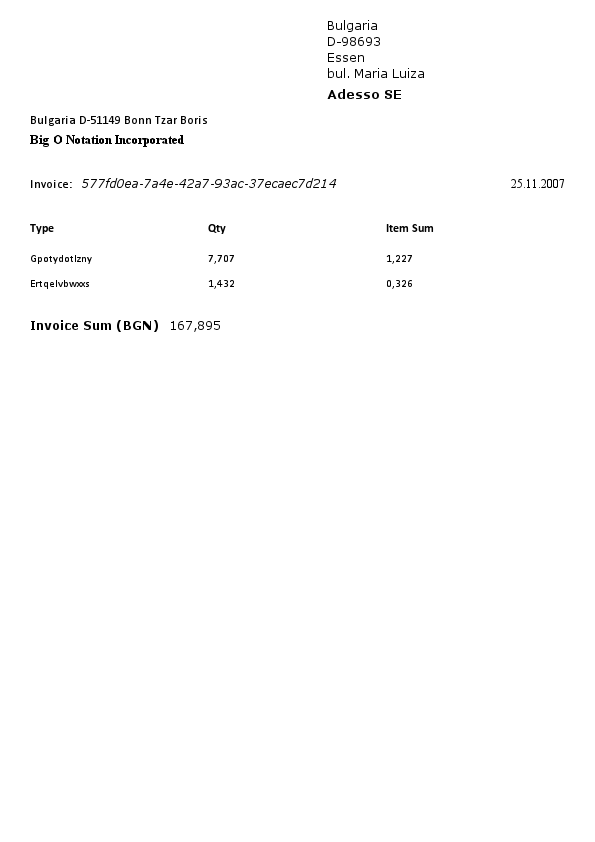 Bulgaria
D-98693
Essen
bul. Maria Luiza
Adesso SE
Bulgaria D-51149 Bonn Tzar Boris
Big O Notation Incorporated
Invoice: 577fd0ea-7a4e-42a7-93ac-37ecaec7d214 25.11.2007
Type Qty Item Sum
Gpotydotlzny 7,707 1,227
Ertqelvbwxxs 1,432 0,326
Invoice Sum (BGN) 167,895